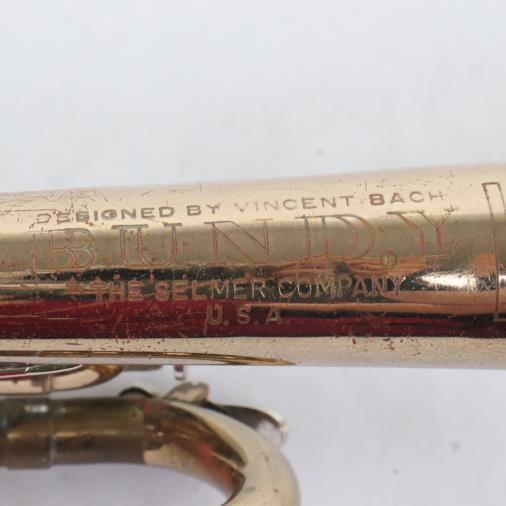 DESIGNED BY VINCENT BACH
BUNDY®
THE SELMER COMPANY
U.S.A.